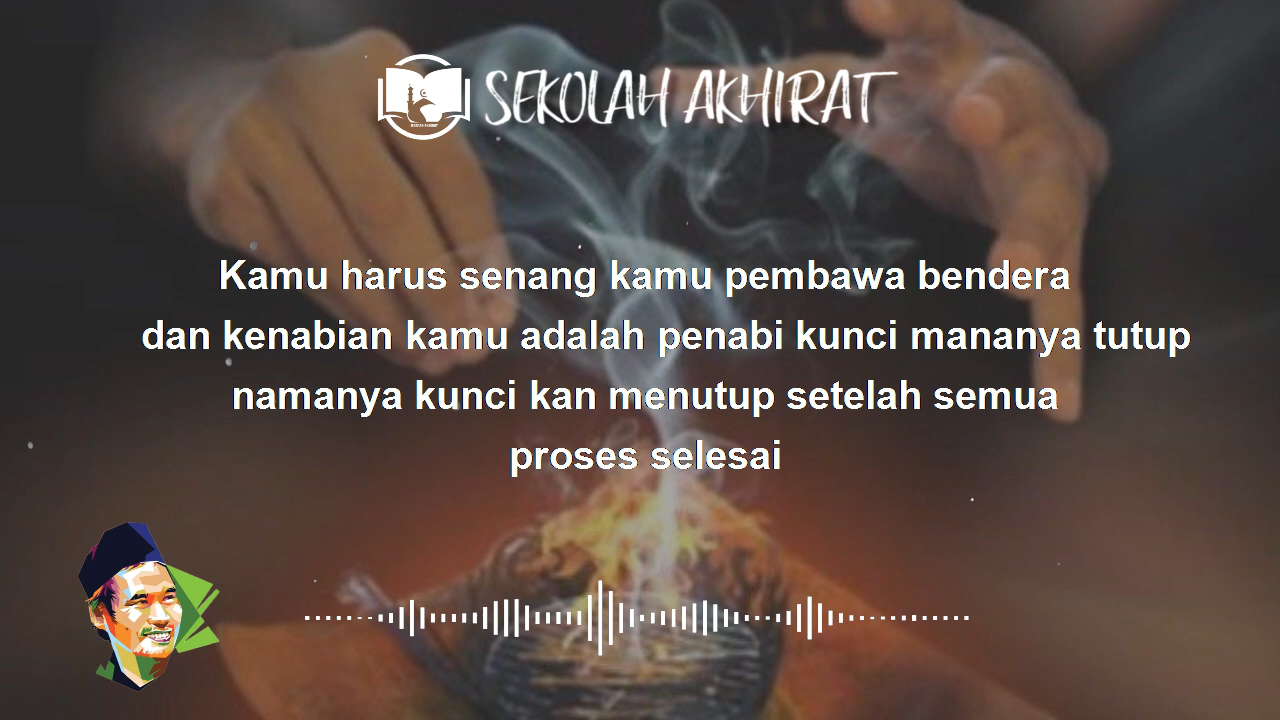 SEKOLAH AKHIRAT
Kamu harus senang kamu pembawa bendera
dan kenabian kamu adalah penabi kunci mananya tutup
namanya kunci kan menutup setelah semua
proses selesai